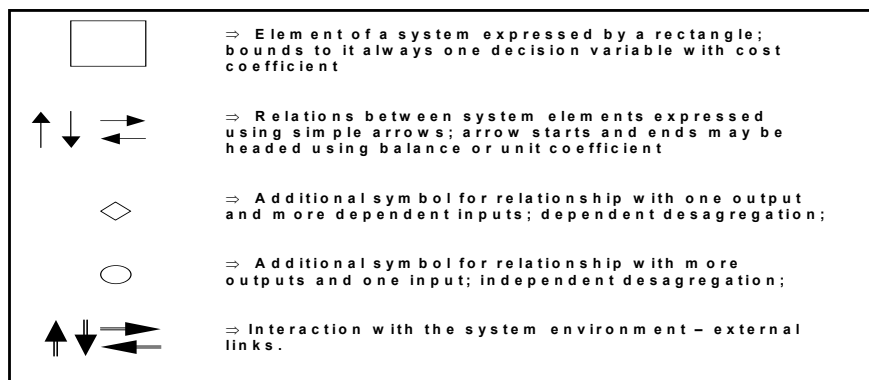 ⇒ Element of a system expressed by a rectangle;
bounds to it always one decision variable with cost
coefficient
⇒ Relations between system elements expressed
using simple arrows; arrow starts and ends may be
headed using balance or unit coefficient
⇒ Additional symbol for relationship with one output
and more dependent inputs; dependent desagregation;
⇒ Additional symbol for relationship with more
outputs and one input; independent desagregation;
⇒ Interaction with the system environment – external
links.